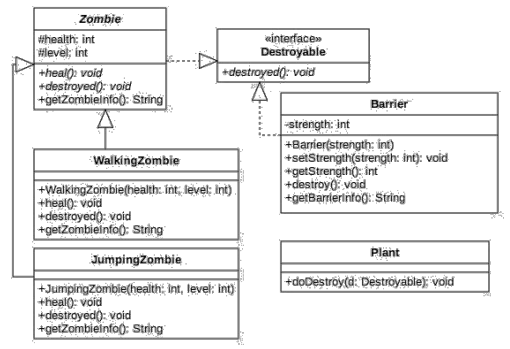 Zombie
#health: int
#level: int
+heal(): void
+destroyed(): void
+getZombieInfo(): String
«interface»
Destroyable
+destroyed(): void
Barrier
-strength: int
+Barrier(strength: int)
+setStrength(strength: int): void
+getStrength(): int
+destroy(): void
+getBarrierInfo(): String
WalkingZombie
+WalkingZombie(health: int, level: int)
+heal(): void
+destroyed(): void
+getZombieInfo(): String
JumpingZombie
+JumpingZombie(health: int, level: int)
+heal(): void
+destroyed(): void
+getZombieInfo(): String
Plant
+doDestroy(d: Destroyable): void